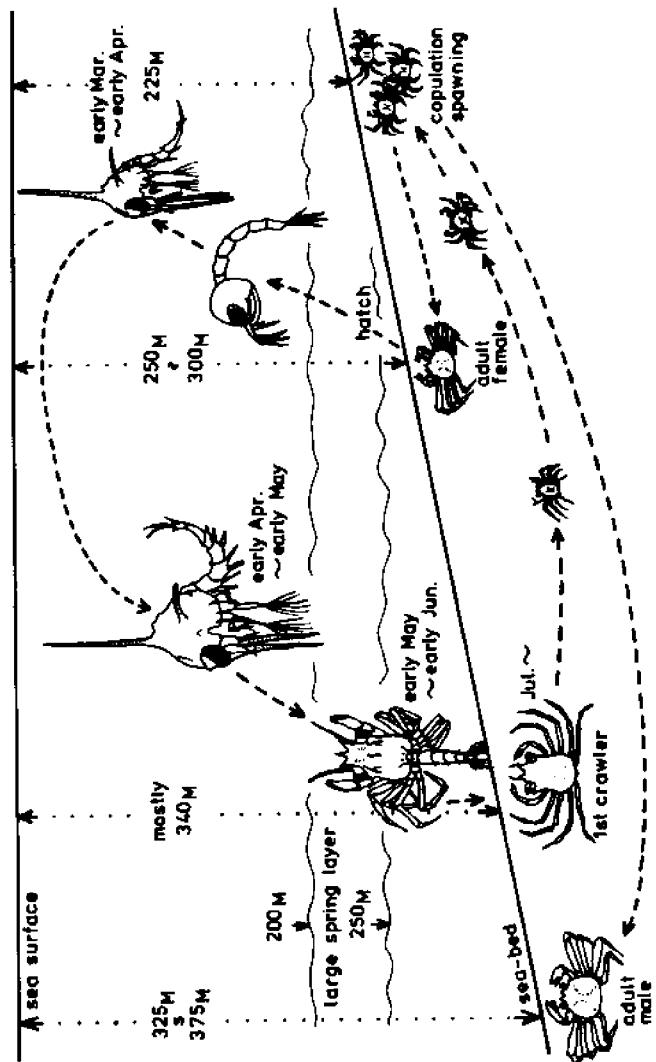 sea surface
325M
s
375M
mostly
340M
200M
large spring layer
250M
sea-bed
adult
male
1st crawler
Jul.~
early May
~early Jun.
early Apr.
~early May
250M
~
300M
hatch
adult
female
early Mar.
~early Apr.
225M
copulation
spawning